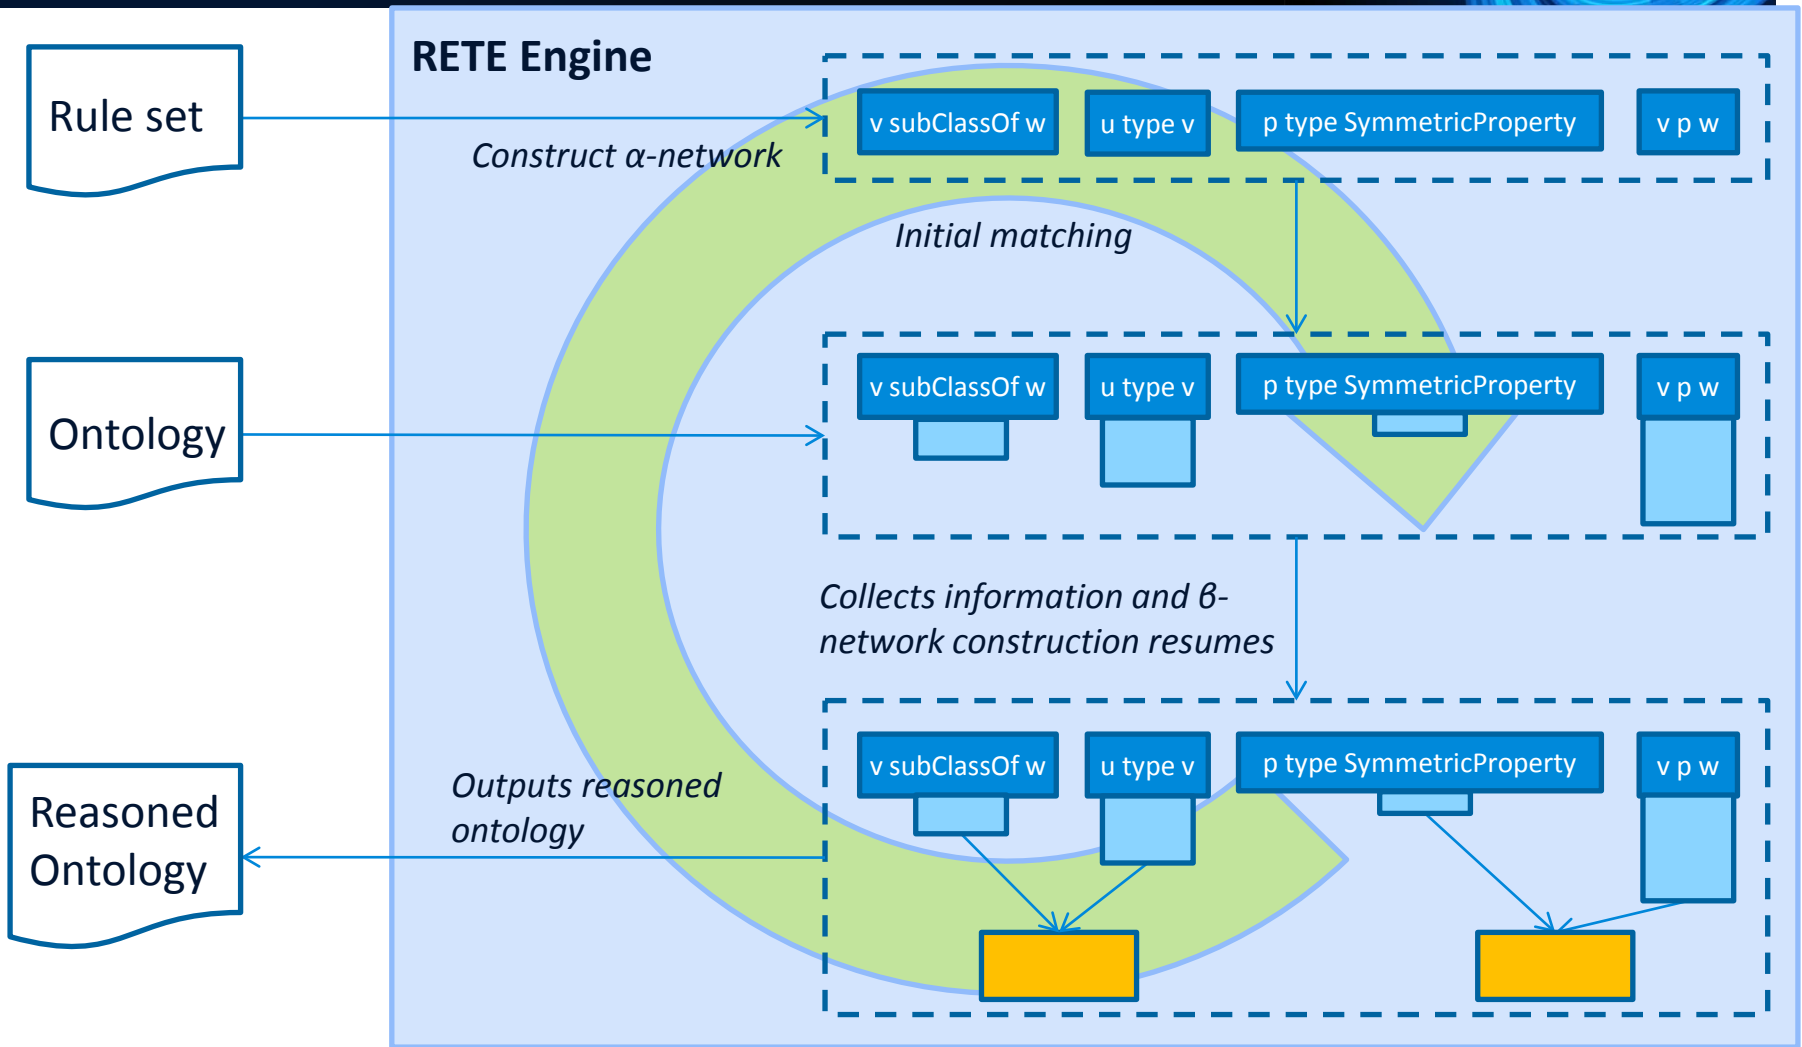 RETE Engine
Rule set
Construct α-network
v subClassOf w
u type v
p type SymmetricProperty
v p w
Initial matching
Ontology
v subClassOf w
u type v
p type SymmetricProperty
v p w
Collects information and β-
network construction resumes
Reasoned
Ontology
Outputs reasoned
ontology
v subClassOf w
u type v
p type SymmetricProperty
v p w